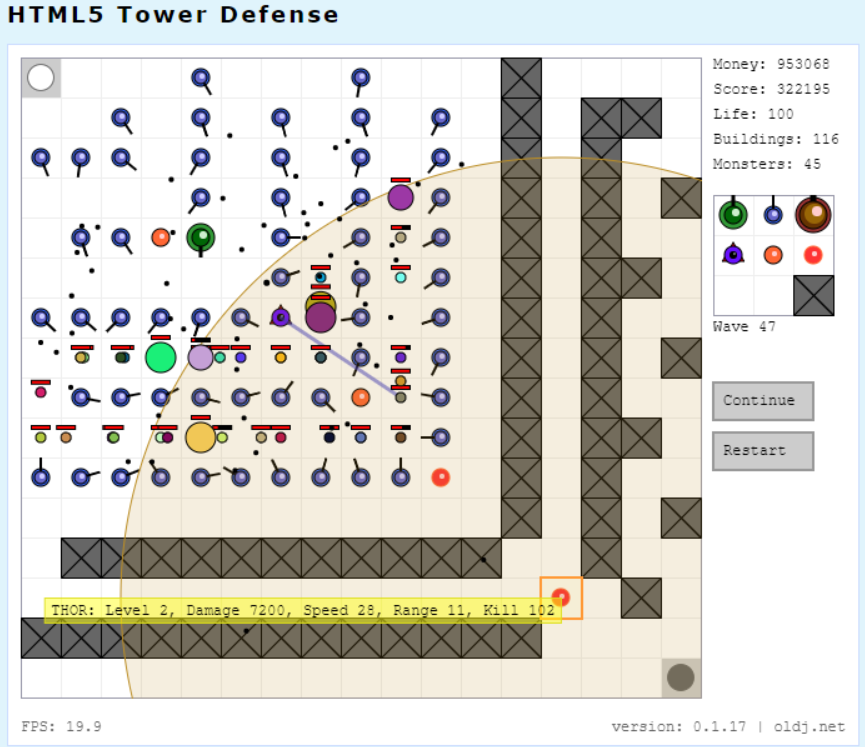 HTML5 Tower Defense
Money: 953068
Score: 322195
Life: 100
Buildings: 116
Monsters: 45
Wave 47
Continue
Restart
THOR: Level 2, Damage 7200, Speed 28, Range 11, Kill 102
FPS: 19.9
version: 0.1.17 | oldj.net